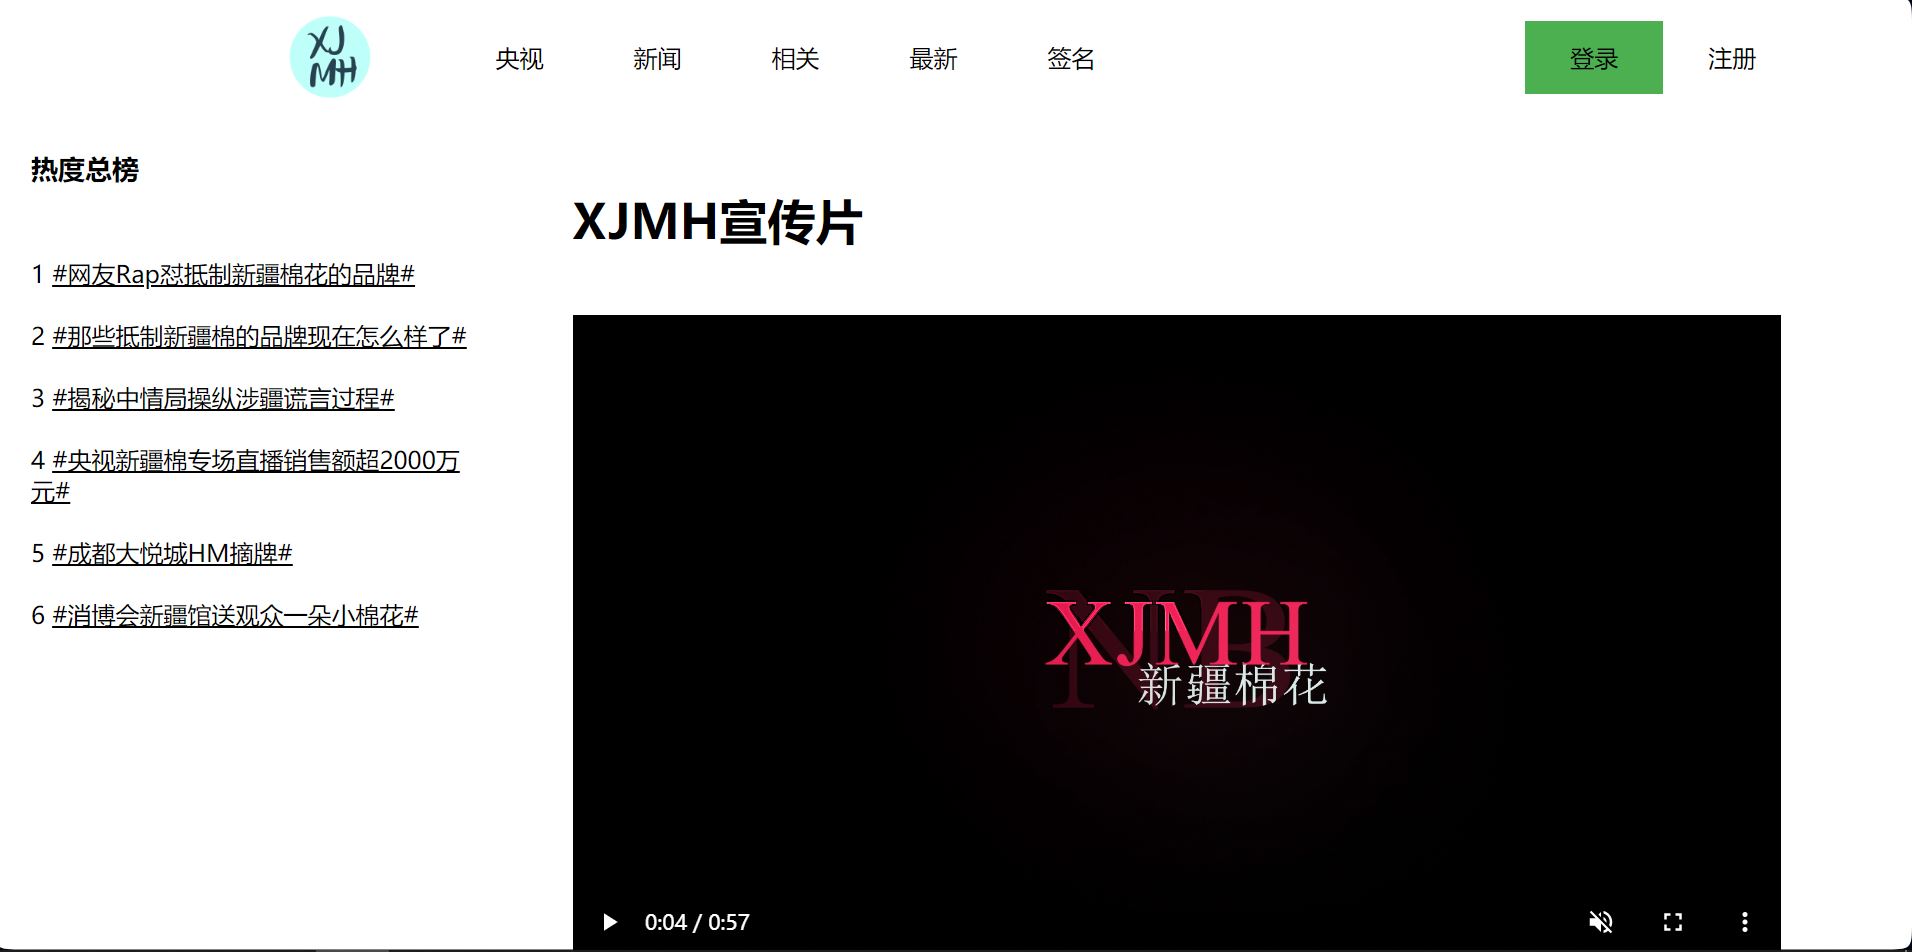 XJ
MH
央视
新闻
相关
最新
签名
登录
注册
热度总榜
1 #网友Rap怼抵制新疆棉花的品牌#
2 #那些抵制新疆棉的品牌现在怎么样了#
3 #揭秘中情局操纵涉疆谎言过程#
4 #央视新疆棉专场直播销售额超2000万
元#
5 #成都大悦城HM摘牌#
6 #消博会新疆馆送观众一朵小棉花#
XJMH宣传片
NB
XJMH
新疆棉花
0:04 / 0:57